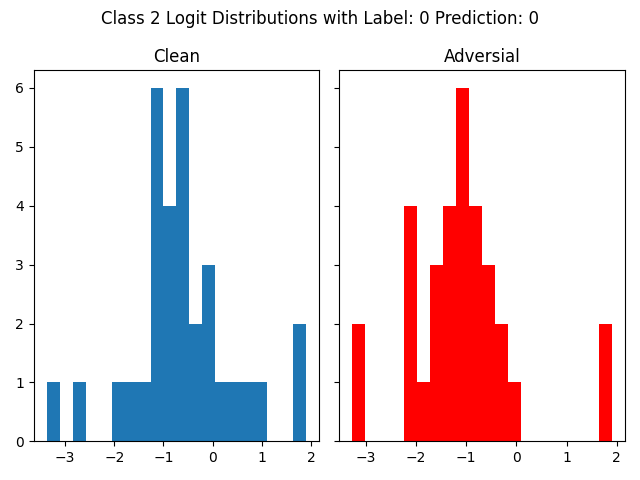 Class 2 Logit Distributions with Label: 0 Prediction: 0
Clean
Adversial
6
5
4
3
2
1
0
−3 −2 −1 0 1 2
−3 −2 −1 0 1 2